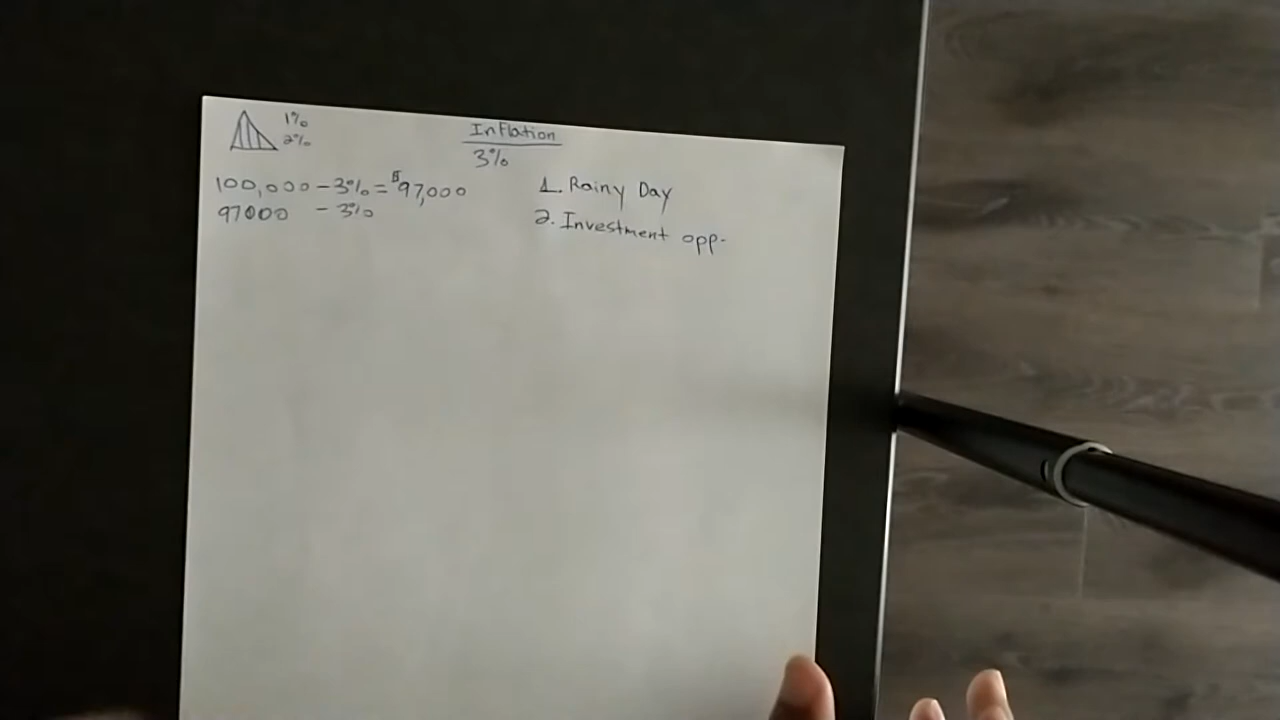 1%
2%
Inflation
3%
100,000 - 3% = $97,000
97000 - 3%
1. Rainy Day
2. Investment opp.